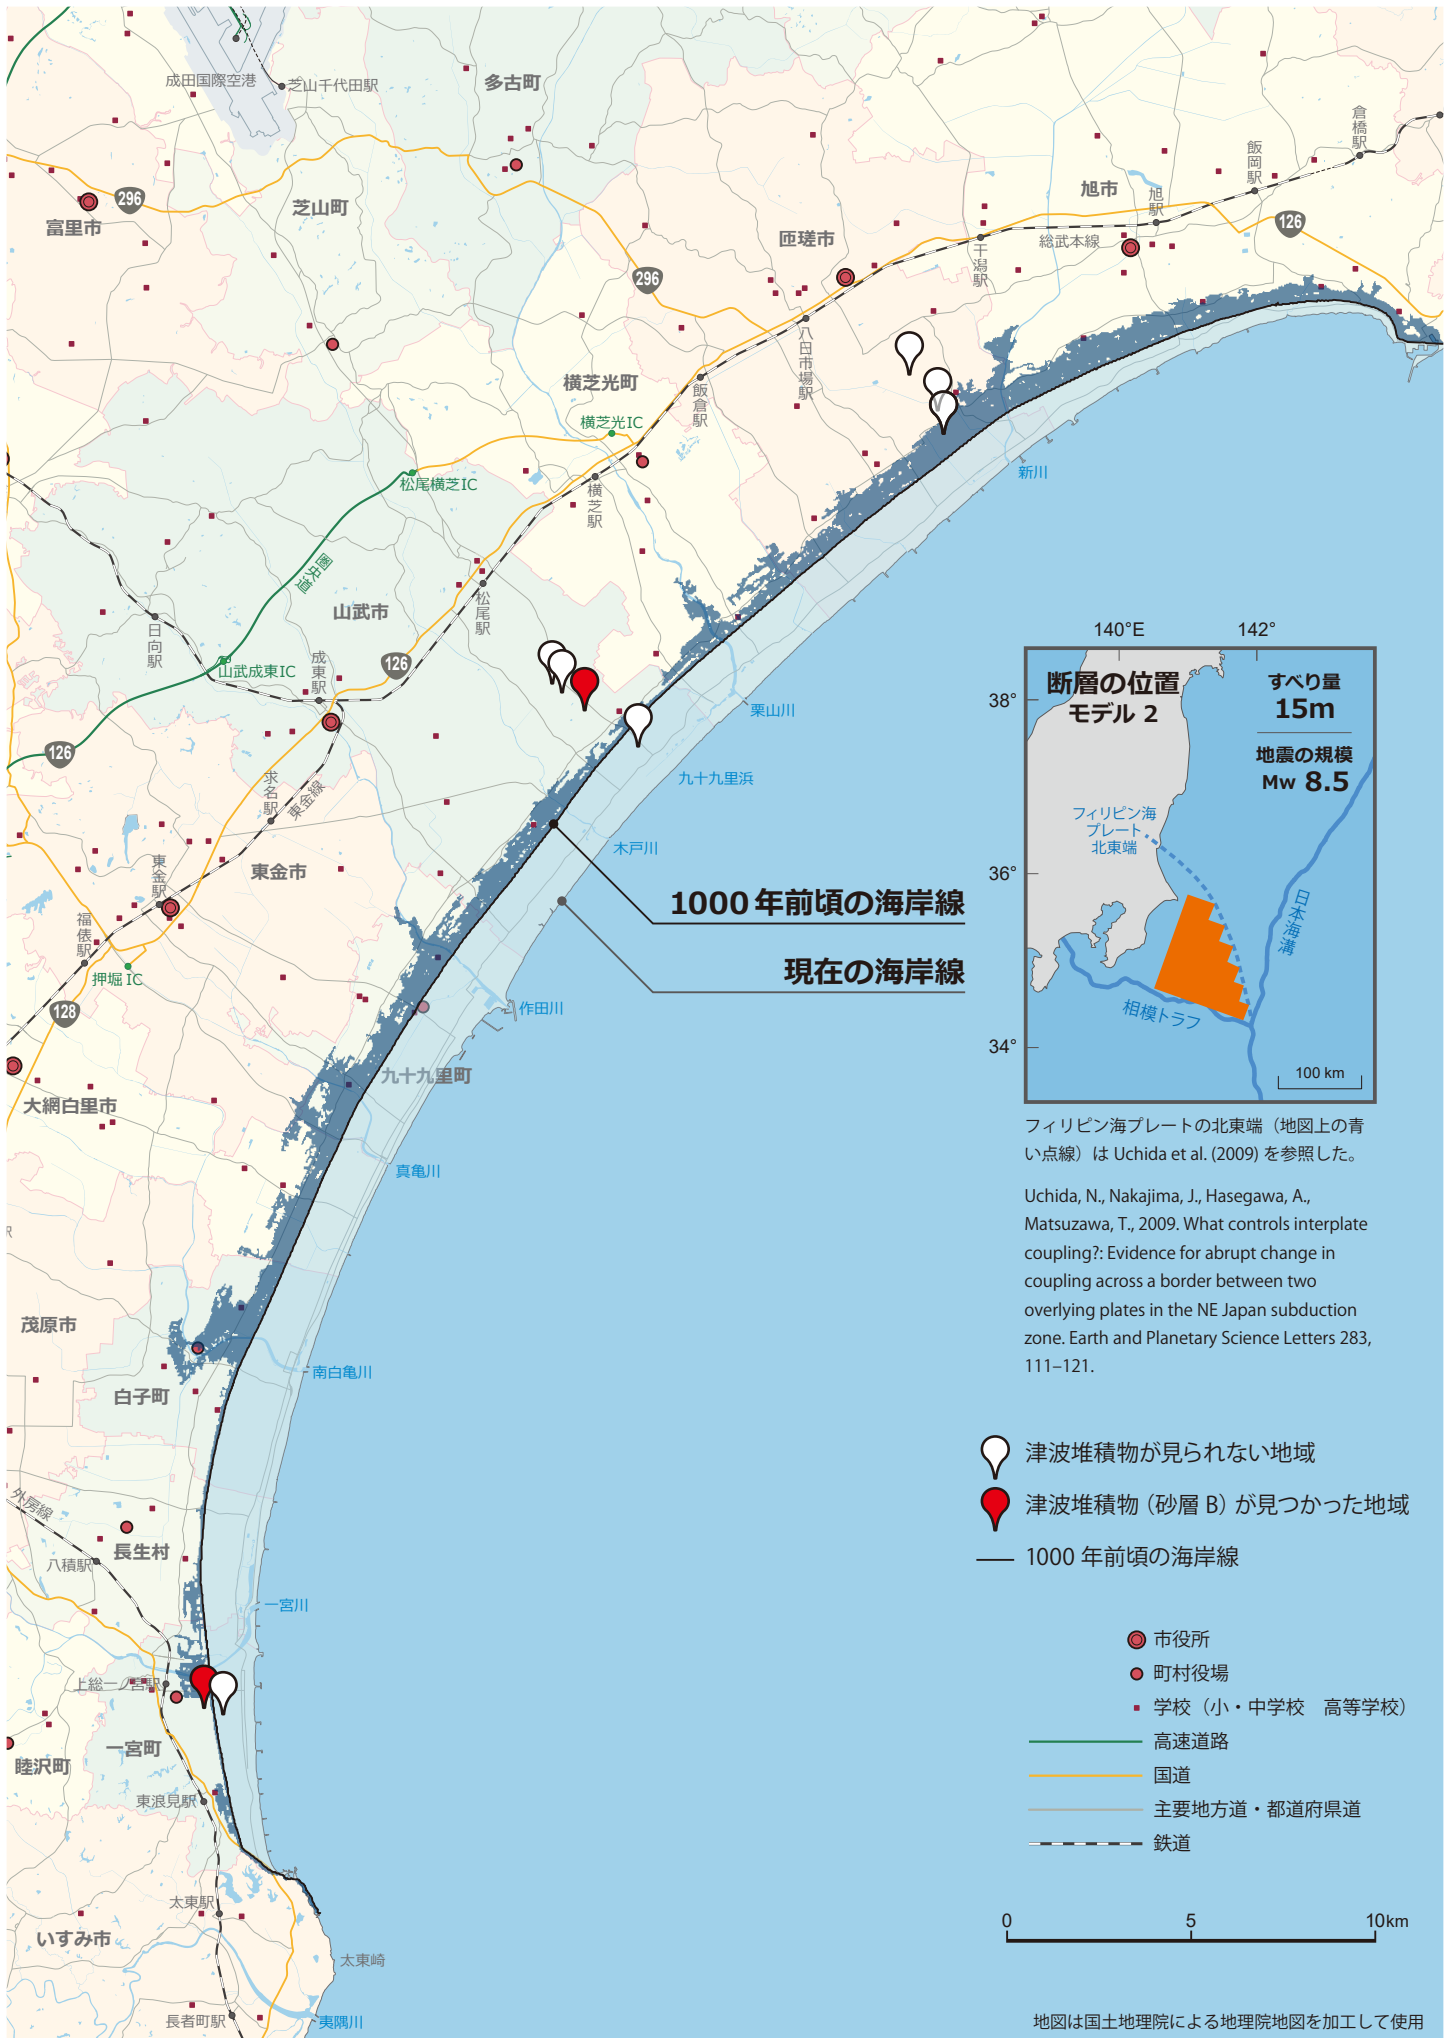 成田国際空港
芝山千代田駅
多古町
倉橋駅
飯岡駅
旭市
旭駅
296
芝山町
富里市
匝瑳市
総武本線
干潟駅
126
296
八日市場駅
横芝光町
飯倉駅
横芝光IC
松尾横芝IC
横芝駅
新川
圏央道
山武市
松尾駅
日向駅
成東駅
山武成東IC
126
栗山川
126
九十九里浜
求名駅
東金線
木戸川
東金市
東金駅
1000 年前頃の海岸線
福俵駅
現在の海岸線
押堀 IC
128
作田川
九十九里町
大網白里市
真亀川
茂原市
南白亀川
白子町
外房線
長生村
八積駅
一宮川
上総一ノ宮駅
一宮町
睦沢町
東浪見駅
太東駅
いすみ市
太東崎
長者町駅
夷隅川
140°E
142°
38°
36°
34°
断層の位置
モデル 2
すべり量
15m
地震の規模
Mw 8.5
フィリピン海
プレート
北東端
日本海溝
相模トラフ
100 km
フィリピン海プレートの北東端（地図上の青
い点線）は Uchida et al. (2009) を参照した。
Uchida, N., Nakajima, J., Hasegawa, A.,
Matsuzawa, T., 2009. What controls interplate
coupling?: Evidence for abrupt change in
coupling across a border between two
overlying plates in the NE Japan subduction
zone. Earth and Planetary Science Letters 283,
111–121.
津波堆積物が見られない地域
津波堆積物（砂層 B）が見つかった地域
1000 年前頃の海岸線
市役所
町村役場
学校（小・中学校　高等学校）
高速道路
国道
主要地方道・都道府県道
鉄道
0
5
10km
地図は国土地理院による地理院地図を加工して使用